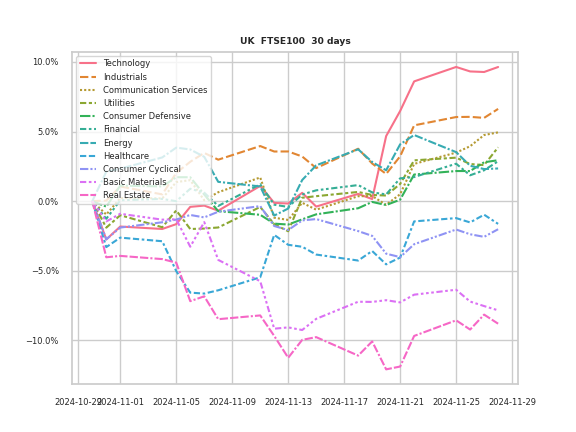 UK  FTSE100  30 days
10.0%
5.0%
0.0%
−5.0%
−10.0%
Technology
Industrials
Communication Services
Utilities
Consumer Defensive
Financial
Energy
Healthcare
Consumer Cyclical
Basic Materials
Real Estate
2024-10-29 2024-11-01 2024-11-05 2024-11-09 2024-11-13 2024-11-17 2024-11-21 2024-11-25 2024-11-29